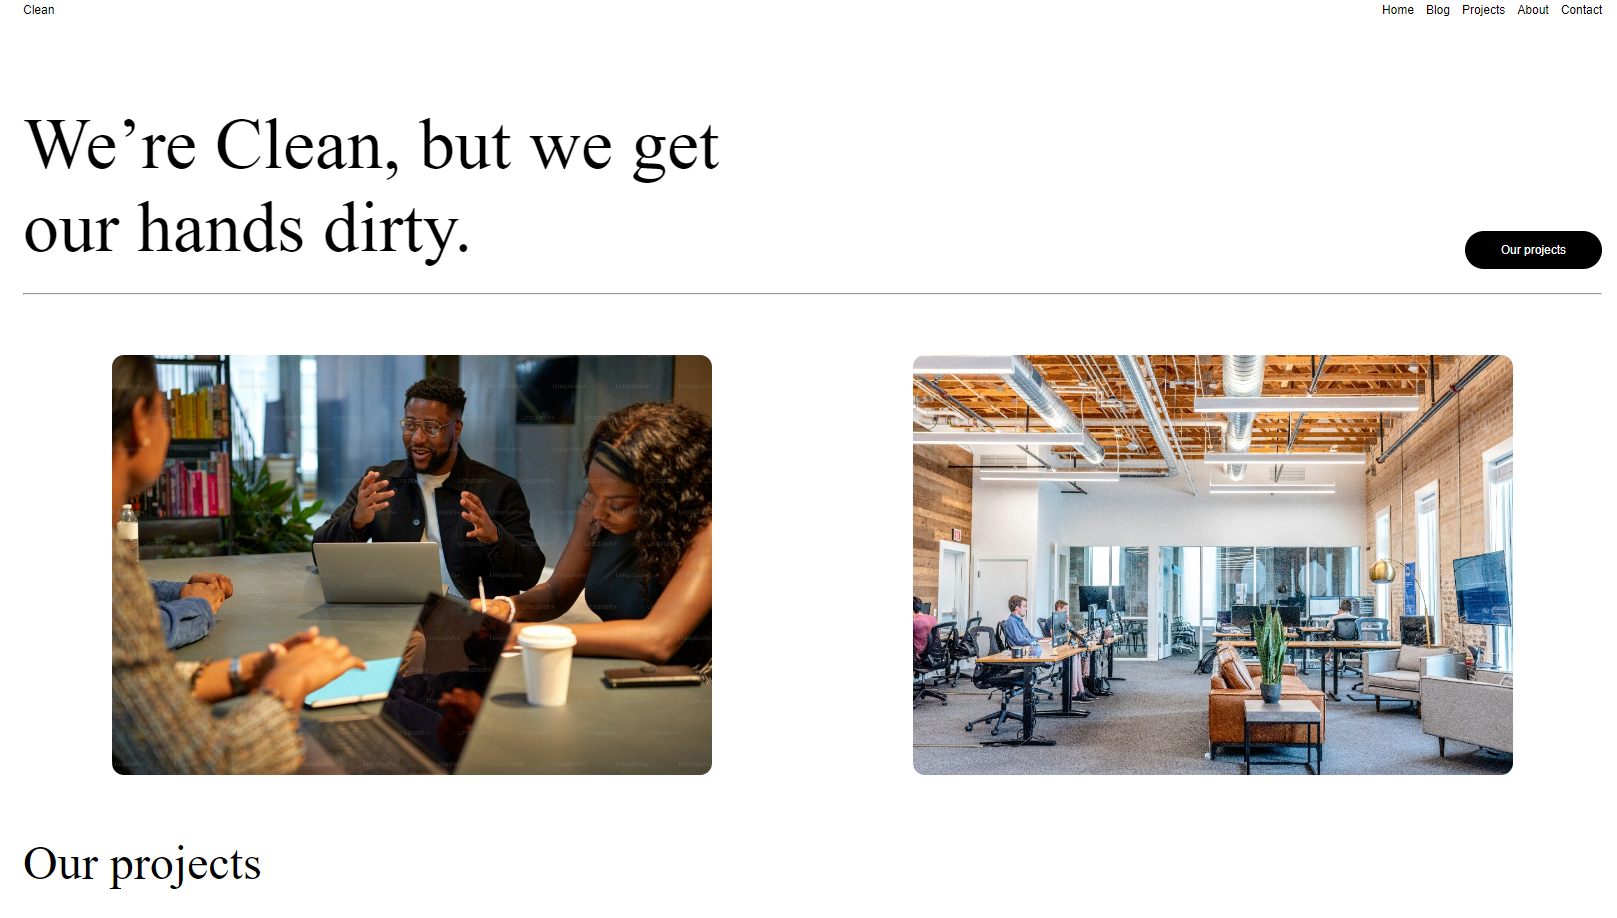 Clean
Home Blog Projects About Contact
We’re Clean, but we get
our hands dirty.
Our projects
Unsplash+
Our projects